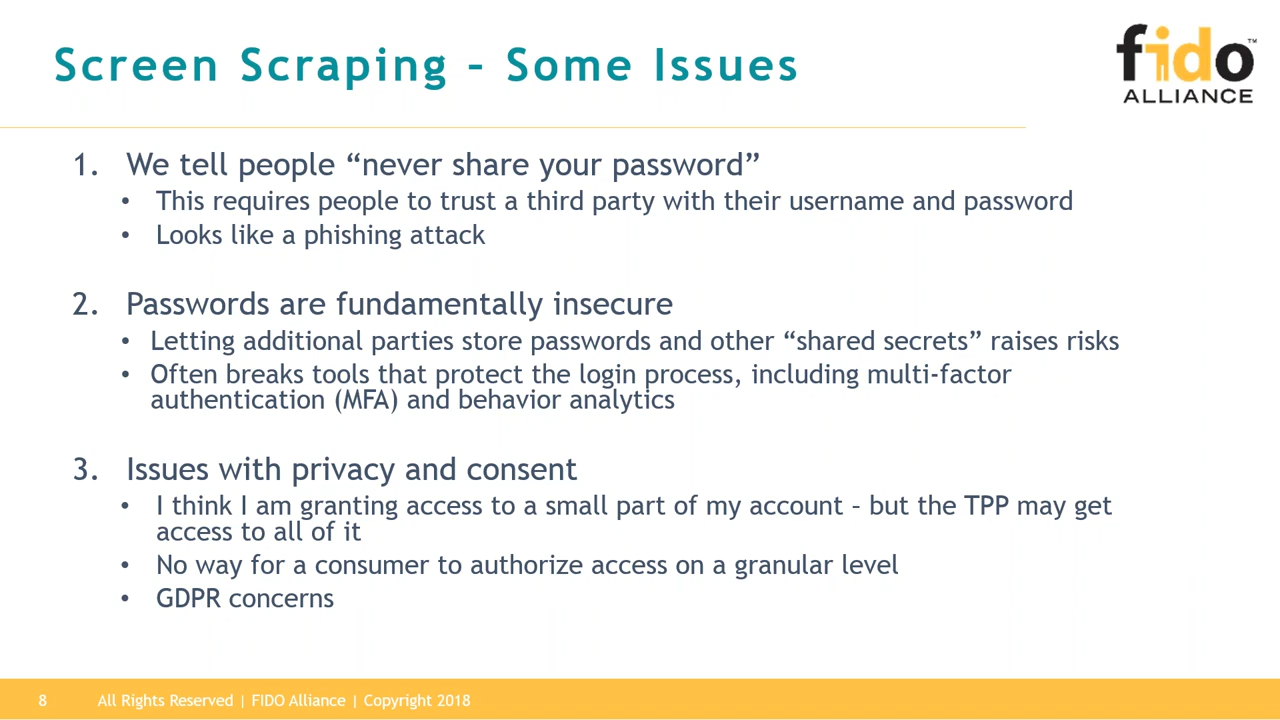 Screen Scraping – Some Issues
fido™
ALLIANCE
1. We tell people “never share your password”
• This requires people to trust a third party with their username and password
• Looks like a phishing attack
2. Passwords are fundamentally insecure
• Letting additional parties store passwords and other “shared secrets” raises risks
• Often breaks tools that protect the login process, including multi-factor
authentication (MFA) and behavior analytics
3. Issues with privacy and consent
• I think I am granting access to a small part of my account – but the TPP may get
access to all of it
• No way for a consumer to authorize access on a granular level
• GDPR concerns
8 All Rights Reserved | FIDO Alliance | Copyright 2018